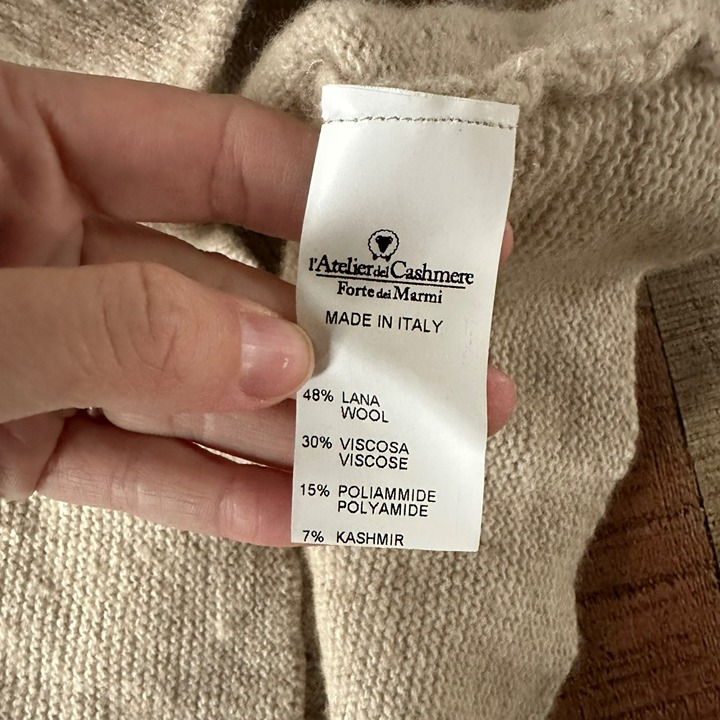 l'Atelier del Cashmere
Forte dei Marmi
MADE IN ITALY
48% LANA
WOOL
30% VISCOSA
VISCOSE
15% POLIAMMIDE
POLYAMIDE
7% KASHMIR